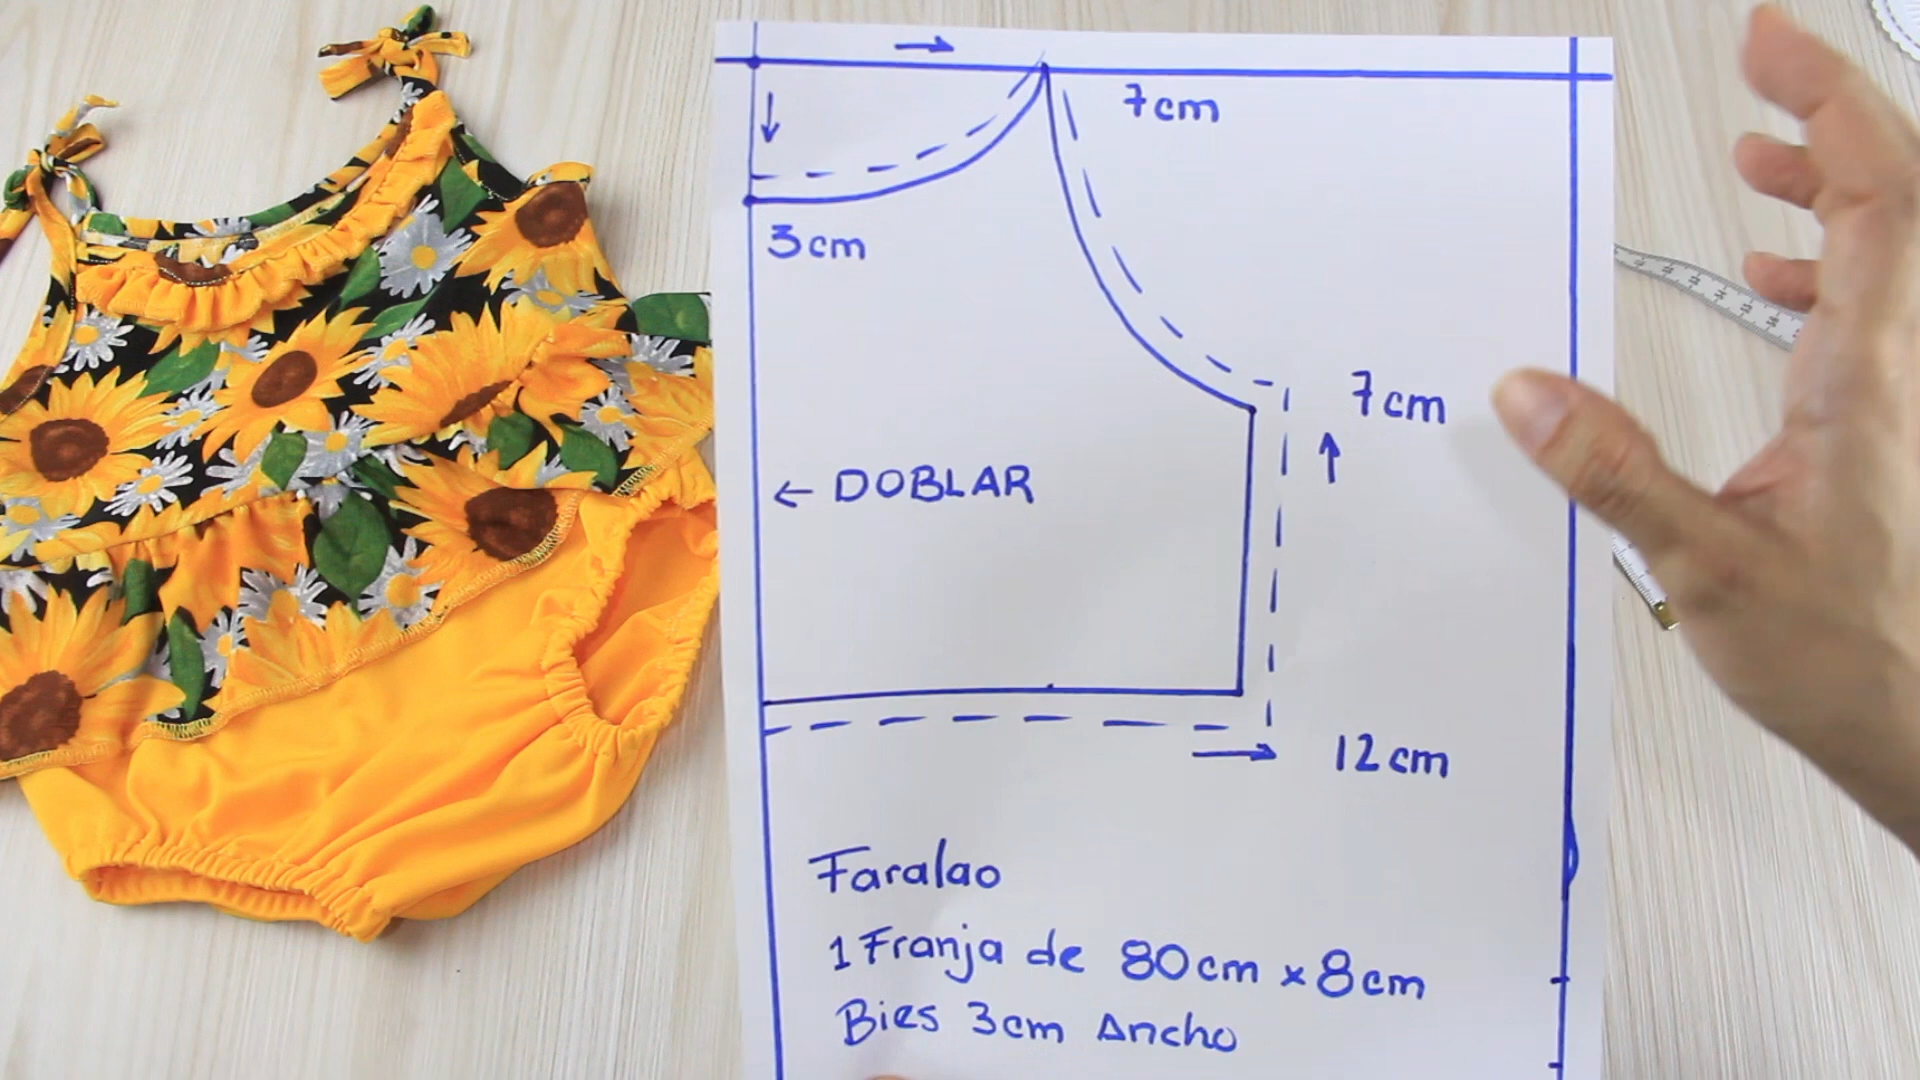 →
7cm
↓
3cm
7cm
↑
← DOBLAR
→
12cm
Faralao
1 Franja de 80cm x 8cm
Bies 3cm Ancho